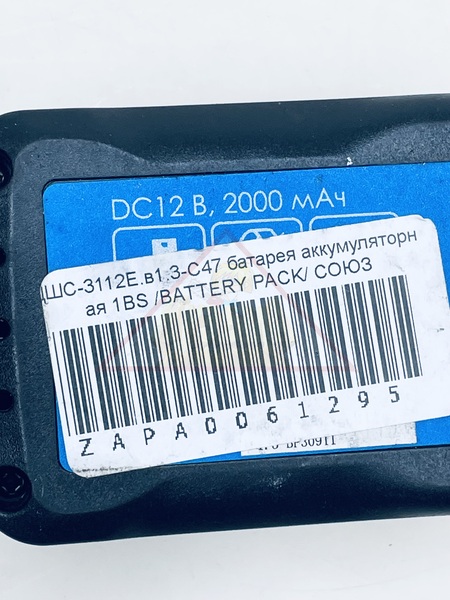 DC12 В, 2000 мАч
ДШС-3112Е.в1.3-С47 батарея аккумуляторн
ая 1BS /BATTERY PACK/ СОЮЗ
ZAPA0061295